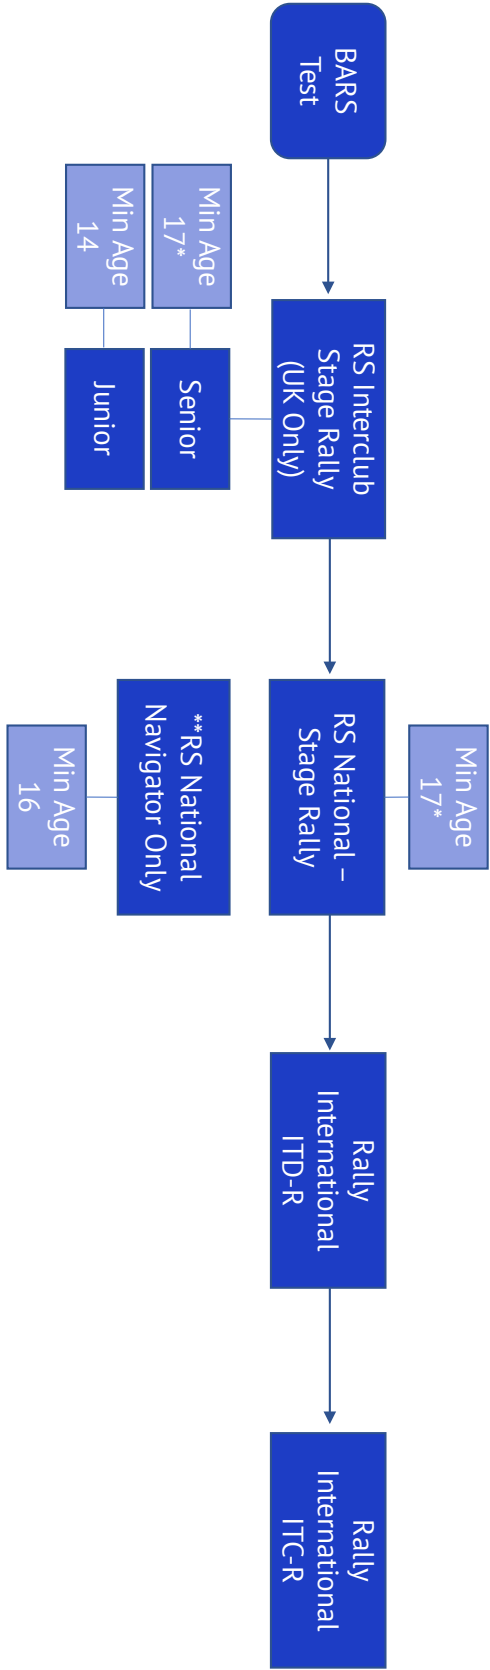 BARS
Test
RS Interclub
Stage Rally
(UK Only)
Senior
Min Age
17*
Junior
Min Age
14
Min Age
17*
RS National –
Stage Rally
**RS National
Navigator Only
Min Age
16
Rally
International
ITD-R
Rally
International
ITC-R